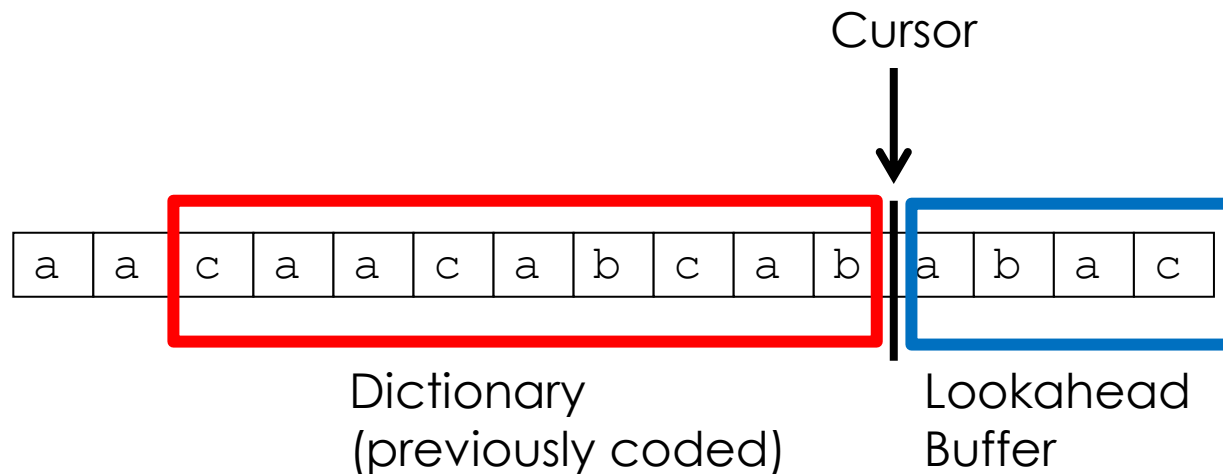 Cursor
a a c a a c a b c a b a b a c
Dictionary
(previously coded)
Lookahead
Buffer